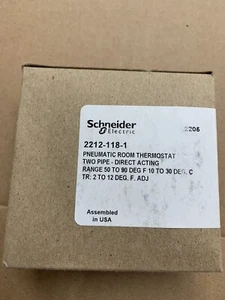 Schneider
Electric
2206
2212-118-1
PNEUMATIC ROOM THERMOSTAT
TWO PIPE - DIRECT ACTING
RANGE 50 TO 90 DEG F 10 TO 30 DEG. C
TR: 2 TO 12 DEG. F. ADJ
Assembled
in USA